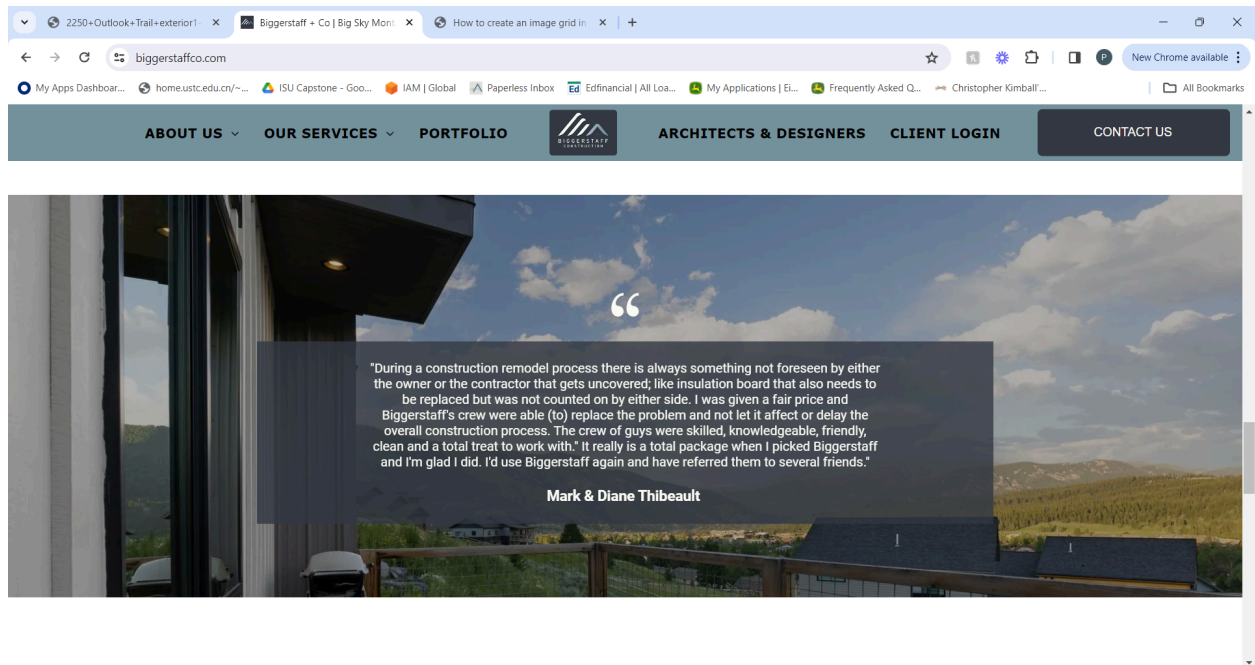 2250+Outlook+Trail+exterior1-
Biggerstaff + Co | Big Sky Mont
How to create an image grid in
biggerstaffco.com
P
New Chrome available
My Apps Dashboar...
home.ustc.edu.cn/~...
ISU Capstone - Goo...
IAM | Global
Paperless Inbox
Ed Edfinancial | All Loa...
My Applications | Ei...
Frequently Asked Q...
Christopher Kimball'...
All Bookmarks
ABOUT US
OUR SERVICES
PORTFOLIO
BIGGERSTAFF
CONSTRUCTION
ARCHITECTS & DESIGNERS
CLIENT LOGIN
CONTACT US
“
"During a construction remodel process there is always something not foreseen by either
the owner or the contractor that gets uncovered; like insulation board that also needs to
be replaced but was not counted on by either side. I was given a fair price and
Biggerstaff's crew were able (to) replace the problem and not let it affect or delay the
overall construction process. The crew of guys were skilled, knowledgeable, friendly,
clean and a total treat to work with." It really is a total package when I picked Biggerstaff
and I'm glad I did. I'd use Biggerstaff again and have referred them to several friends."
Mark & Diane Thibeault